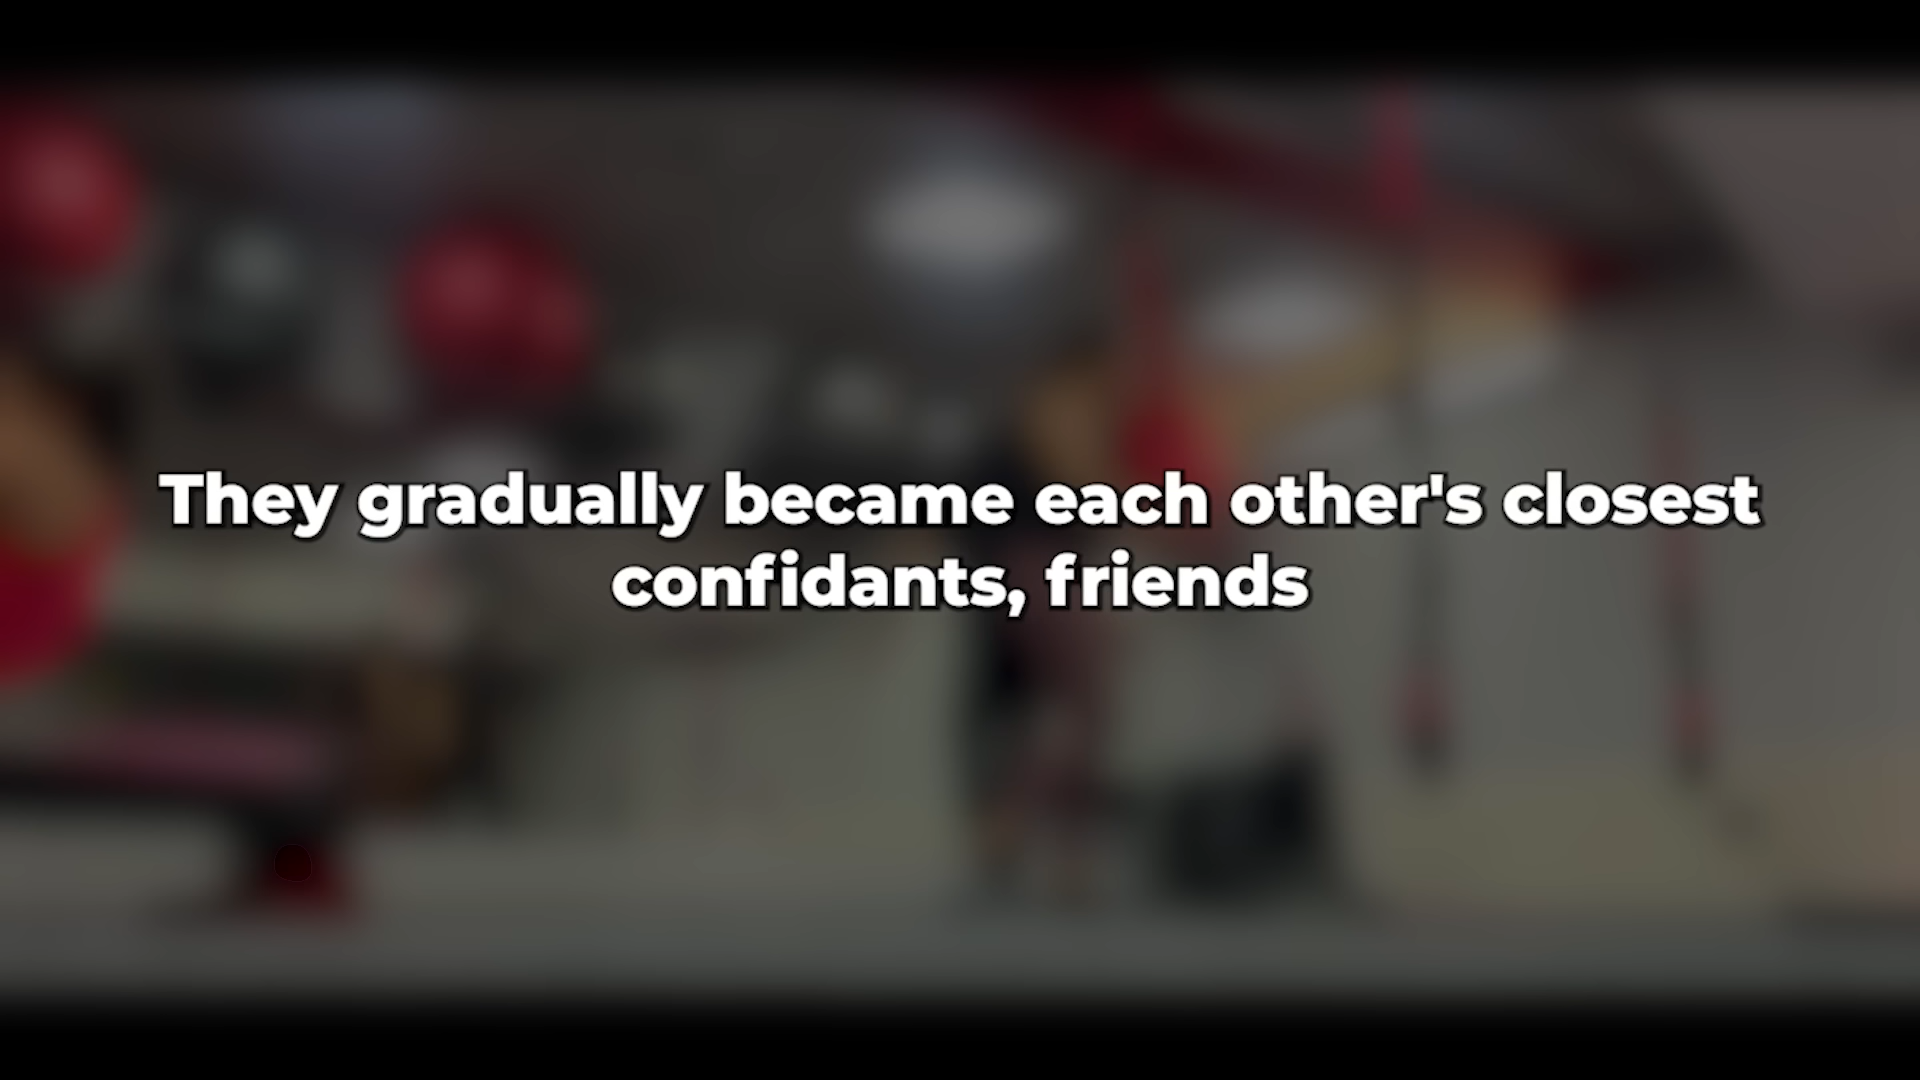 They gradually became each other's closest
confidants, friends